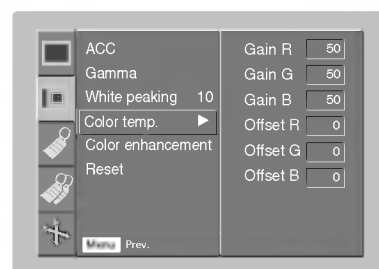 ACC
Gamma
White peaking 10
Color temp. ▶
Color enhancement
Reset
Menu Prev.
Gain R 50
Gain G 50
Gain B 50
Offset R 0
Offset G 0
Offset B 0